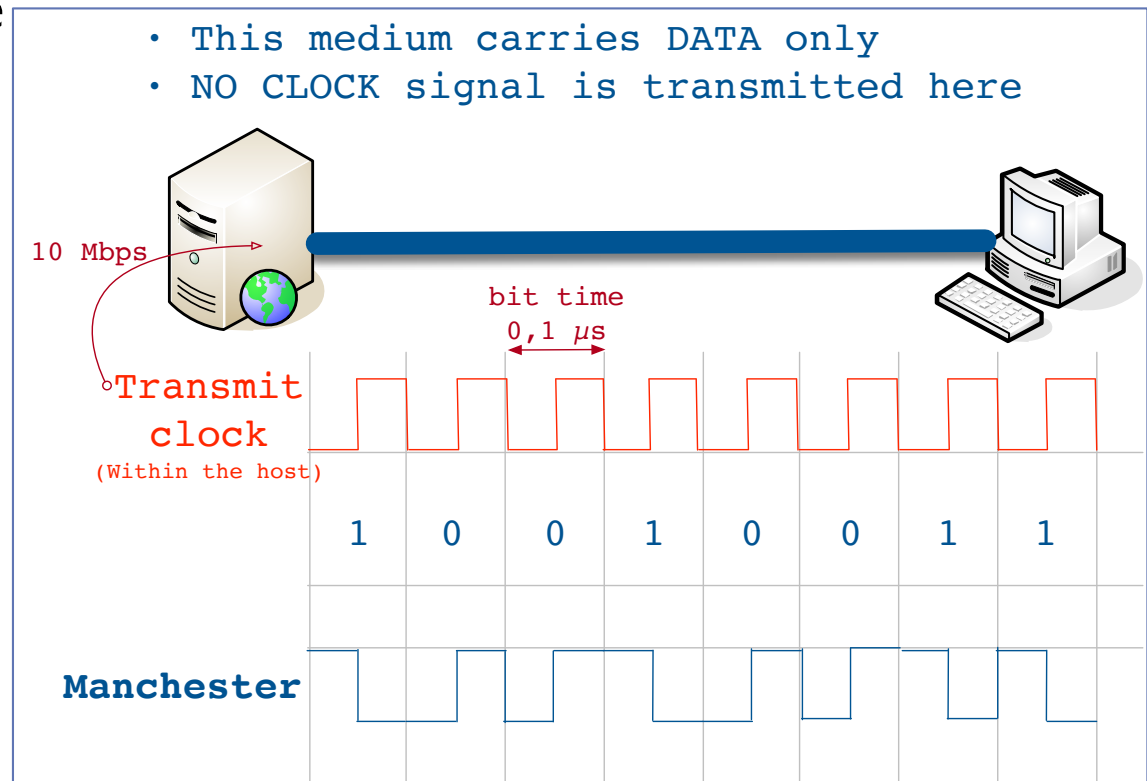 e
• This medium carries DATA only
• NO CLOCK signal is transmitted here
10 Mbps
bit time
0,1 µs
Transmit
clock
(Within the host)
1 0 0 1 0 0 1 1
Manchester